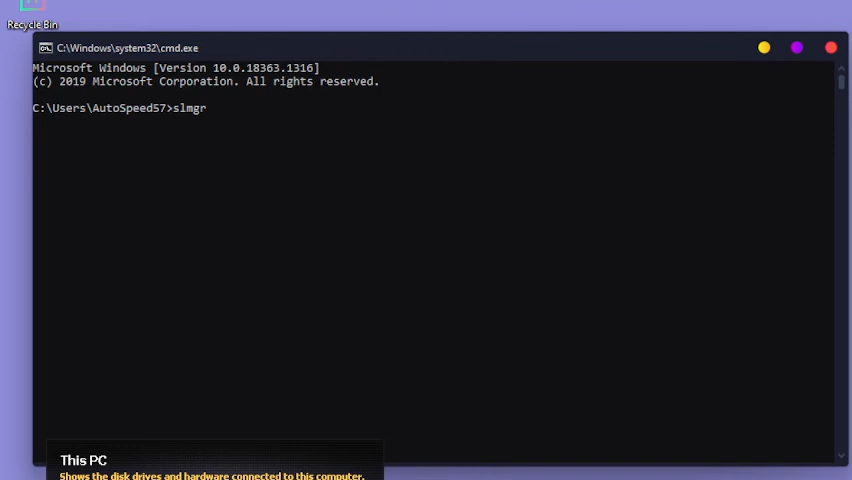 Recycle Bin
C:\Windows\system32\cmd.exe
Microsoft Windows [Version 10.0.18363.1316]
(c) 2019 Microsoft Corporation. All rights reserved.
C:\Users\AutoSpeed57>slmgr
This PC
Shows the disk drives and hardware connected to this computer.